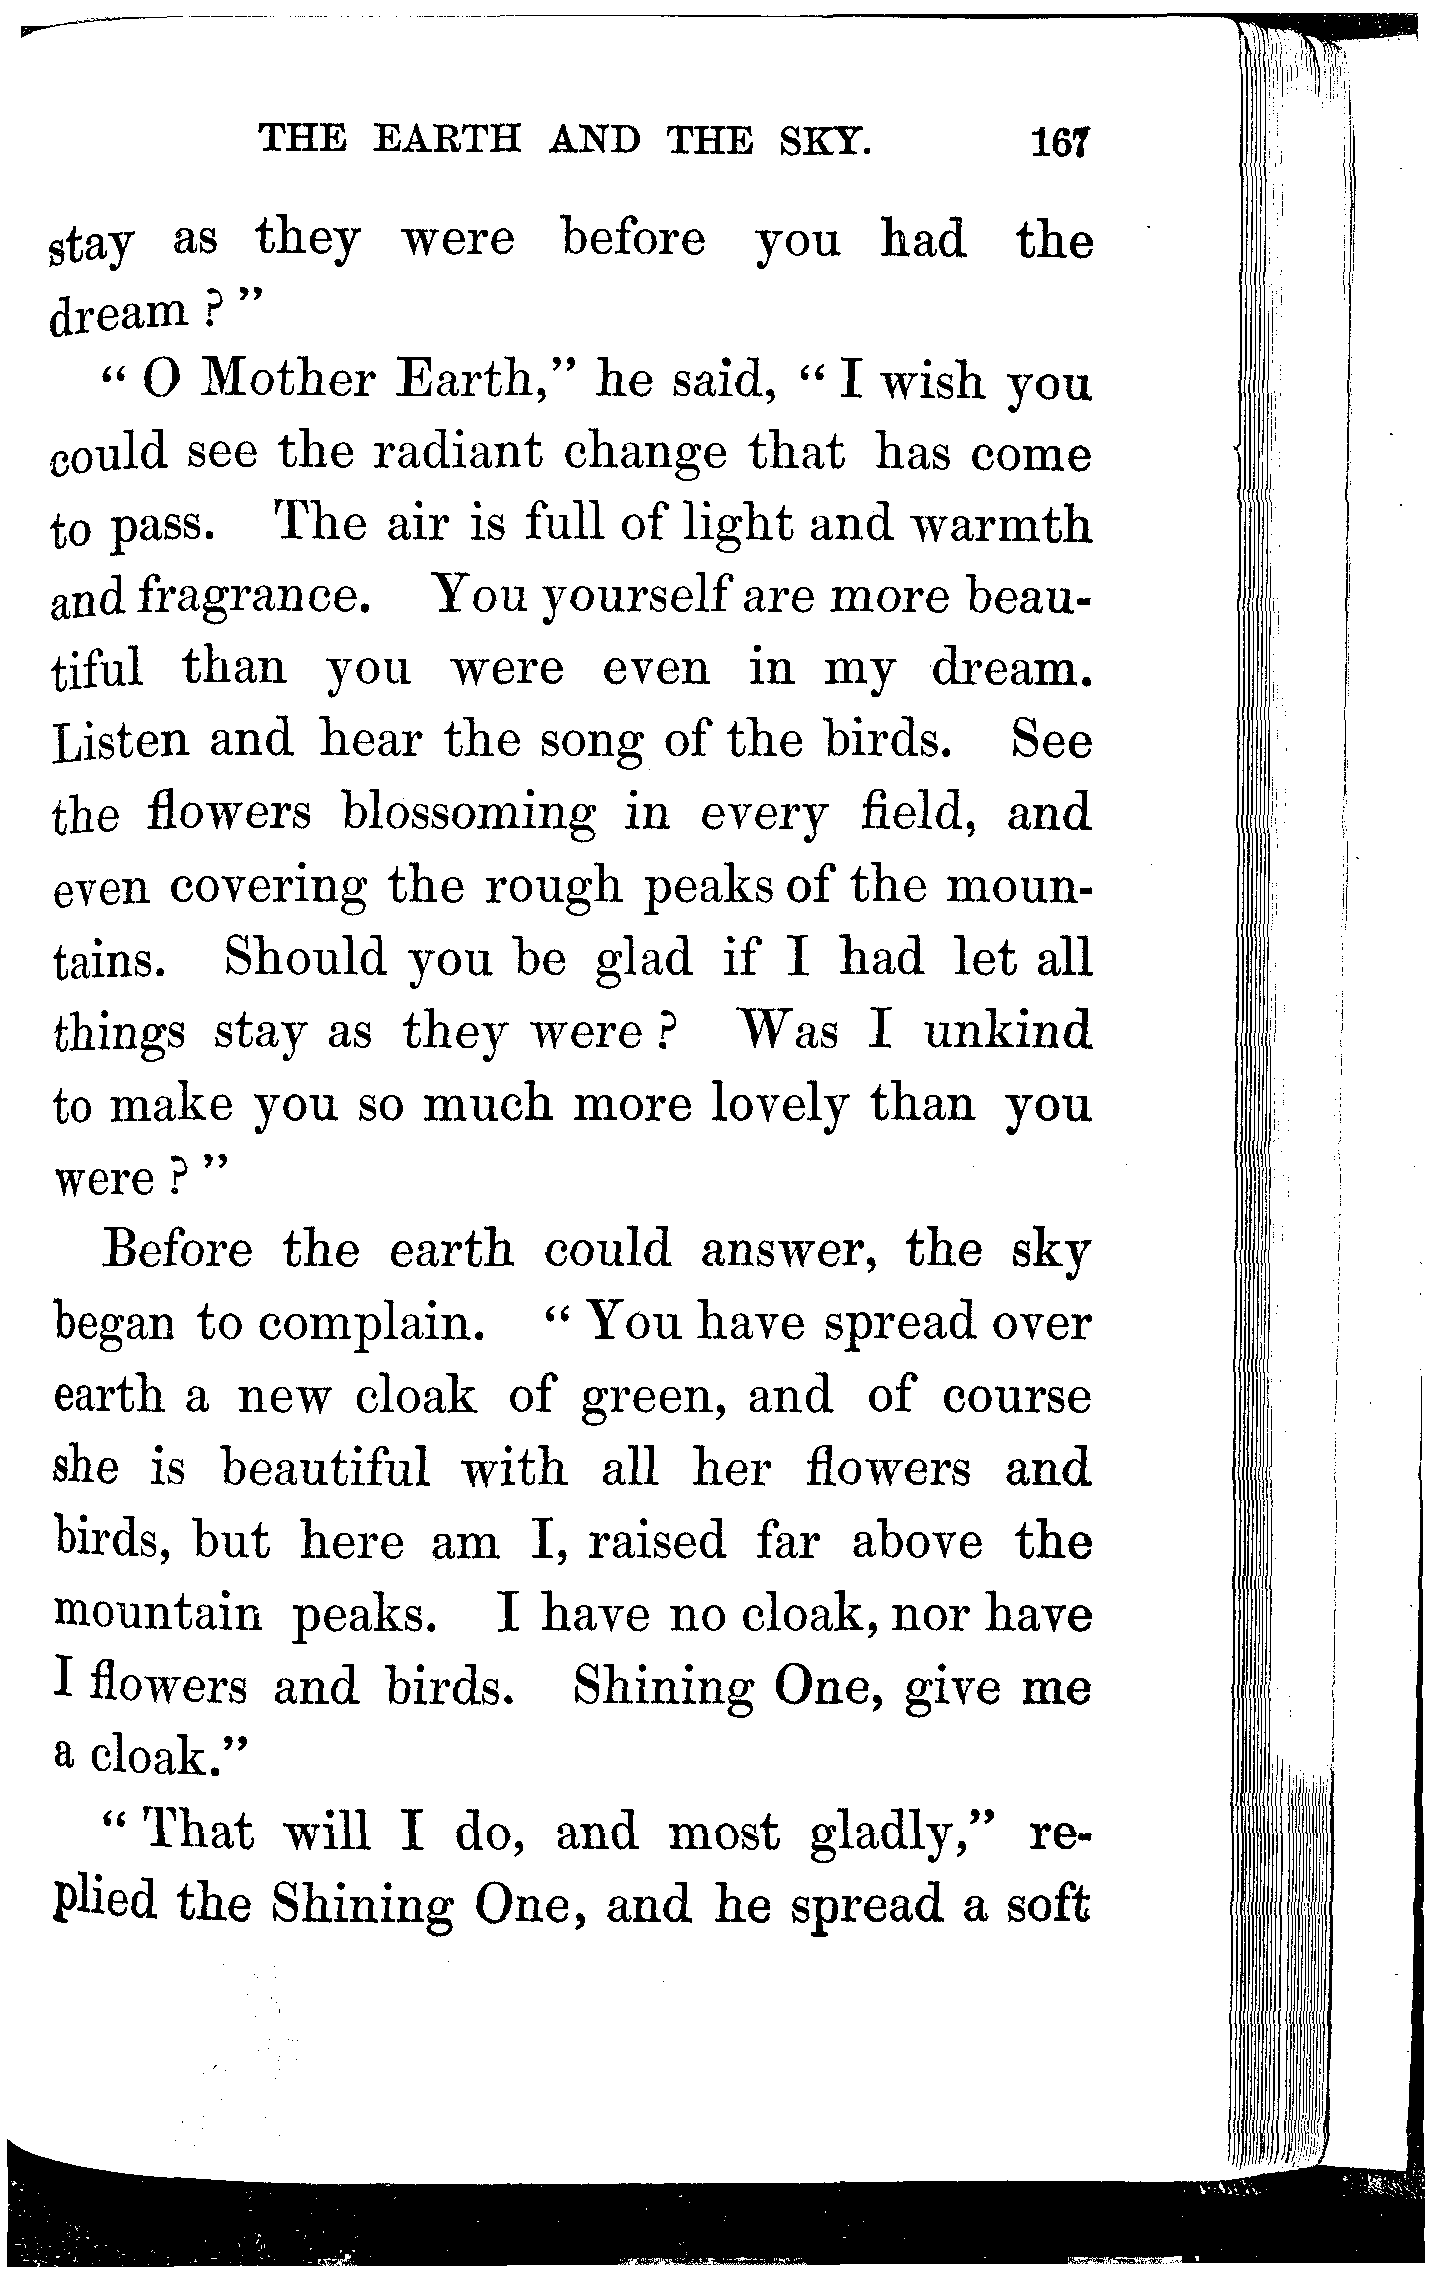 THE EARTH AND THE SKY. 167
stay as they were before you had the
dream ? "
" O Mother Earth," he said, " I wish you
could see the radiant change that has come
to pass. The air is full of light and warmth
and fragrance. You yourself are more beau-
tiful than you were even in my dream.
Listen and hear the song of the birds. See
the flowers blossoming in every field, and
even covering the rough peaks of the moun-
tains. Should you be glad if I had let all
things stay as they were ? Was I unkind
to make you so much more lovely than you
were ? "
Before the earth could answer, the sky
began to complain. " You have spread over
earth a new cloak of green, and of course
she is beautiful with all her flowers and
birds, but here am I, raised far above the
mountain peaks. I have no cloak, nor have
I flowers and birds. Shining One, give me
a cloak."
" That will I do, and most gladly," re-
plied the Shining One, and he spread a soft